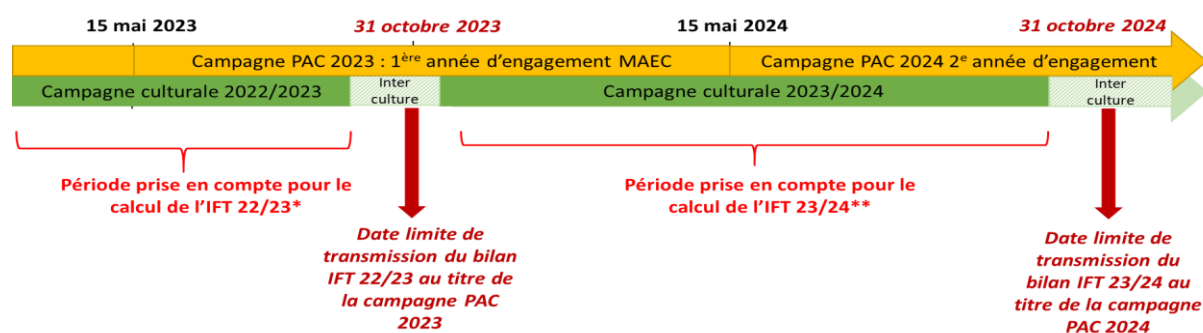 15 mai 2023
31 octobre 2023
15 mai 2024
31 octobre 2024
Campagne PAC 2023 : 1ère année d'engagement MAEC
Campagne PAC 2024 2e année d'engagement
Campagne culturale 2022/2023
Inter
culture
Campagne culturale 2023/2024
Inter
culture
Période prise en compte pour le
calcul de l'IFT 22/23*
Période prise en compte pour le
calcul de l'IFT 23/24**
Date limite de
transmission du bilan
IFT 22/23 au titre de
la campagne PAC
2023
Date limite de
transmission du
bilan IFT 23/24 au
titre de la campagne
PAC 2024